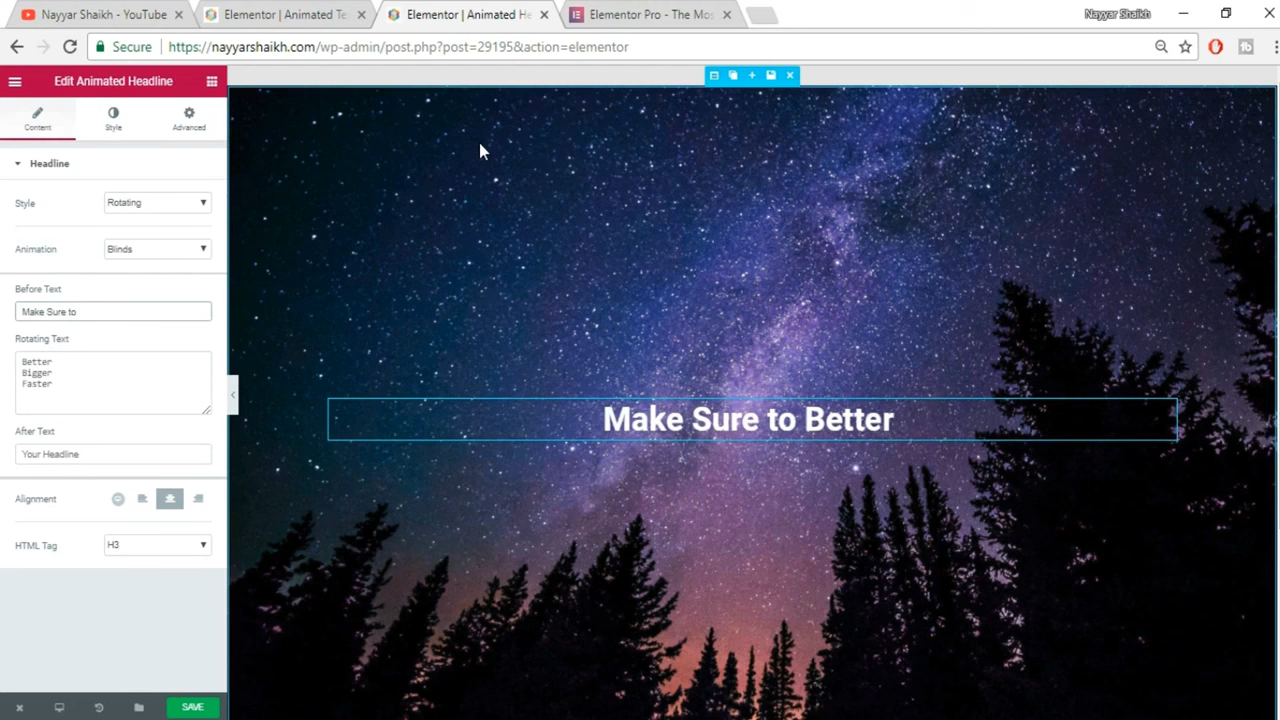 Nayyar Shaikh - YouTube
Elementor | Animated Te
Elementor | Animated He
Elementor Pro - The Mos
Nayyar Shaikh
Secure
https://nayyarshaikh.com/wp-admin/post.php?post=29195&action=elementor
Edit Animated Headline
Content
Style
Advanced
Headline
Style
Rotating
Animation
Blinds
Before Text
Make Sure to
Rotating Text
Better
Bigger
Faster
After Text
Your Headline
Alignment
HTML Tag
H3
SAVE
Make Sure to Better